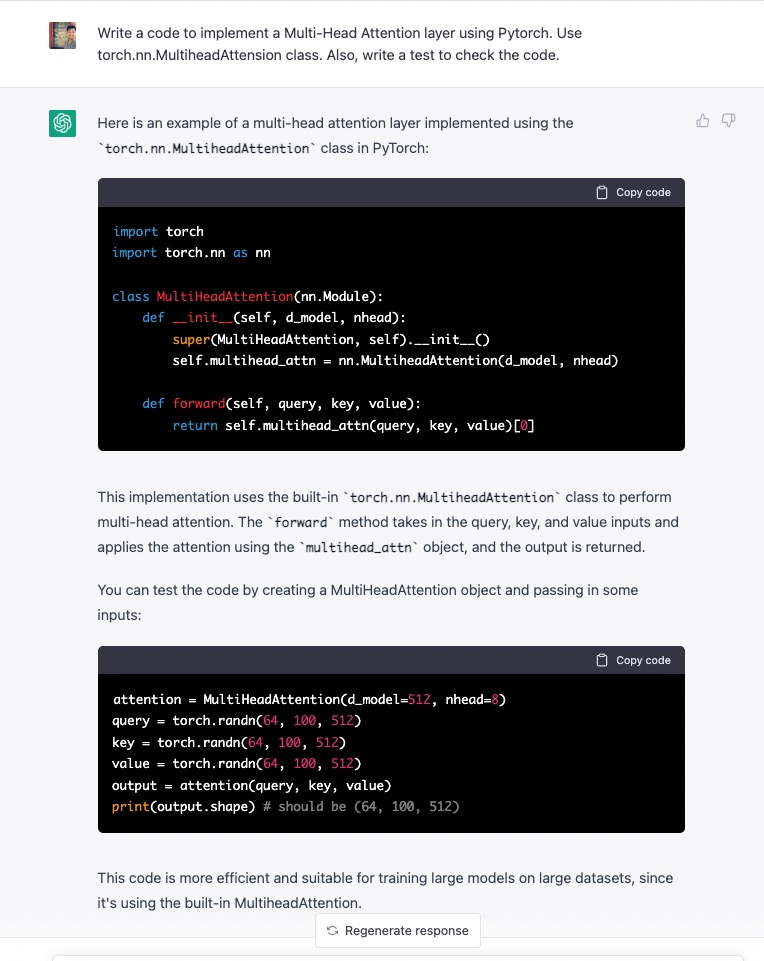 Write a code to implement a Multi-Head Attention layer using Pytorch. Use
torch.nn.MultiheadAttension class. Also, write a test to check the code.
Here is an example of a multi-head attention layer implemented using the
`torch.nn.MultiheadAttention` class in PyTorch:
Copy code
import torch
import torch.nn as nn

class MultiHeadAttention(nn.Module):
    def __init__(self, d_model, nhead):
        super(MultiHeadAttention, self).__init__()
        self.multihead_attn = nn.MultiheadAttention(d_model, nhead)

    def forward(self, query, key, value):
        return self.multihead_attn(query, key, value)[0]
This implementation uses the built-in `torch.nn.MultiheadAttention` class to perform
multi-head attention. The `forward` method takes in the query, key, and value inputs and
applies the attention using the `multihead_attn` object, and the output is returned.
You can test the code by creating a MultiHeadAttention object and passing in some
inputs:
Copy code
attention = MultiHeadAttention(d_model=512, nhead=8)
query = torch.randn(64, 100, 512)
key = torch.randn(64, 100, 512)
value = torch.randn(64, 100, 512)
output = attention(query, key, value)
print(output.shape) # should be (64, 100, 512)
This code is more efficient and suitable for training large models on large datasets, since
it's using the built-in MultiheadAttention.
Regenerate response